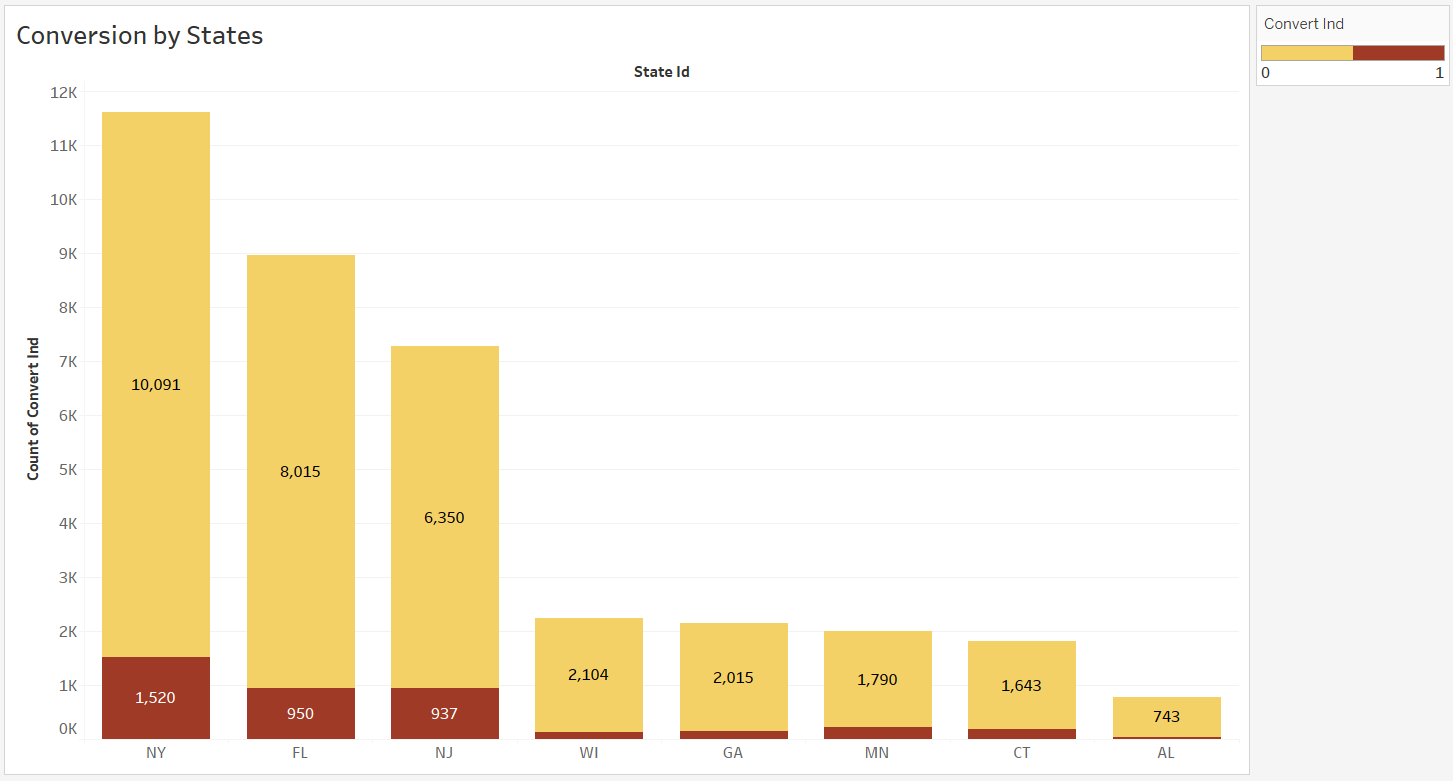 Conversion by States
Convert Ind
0 1
State Id
Count of Convert Ind
12K
11K
10K
9K
8K
7K
6K
5K
4K
3K
2K
1K
0K
10,091
1,520
8,015
950
6,350
937
2,104
2,015
1,790
1,643
743
NY FL NJ WI GA MN CT AL